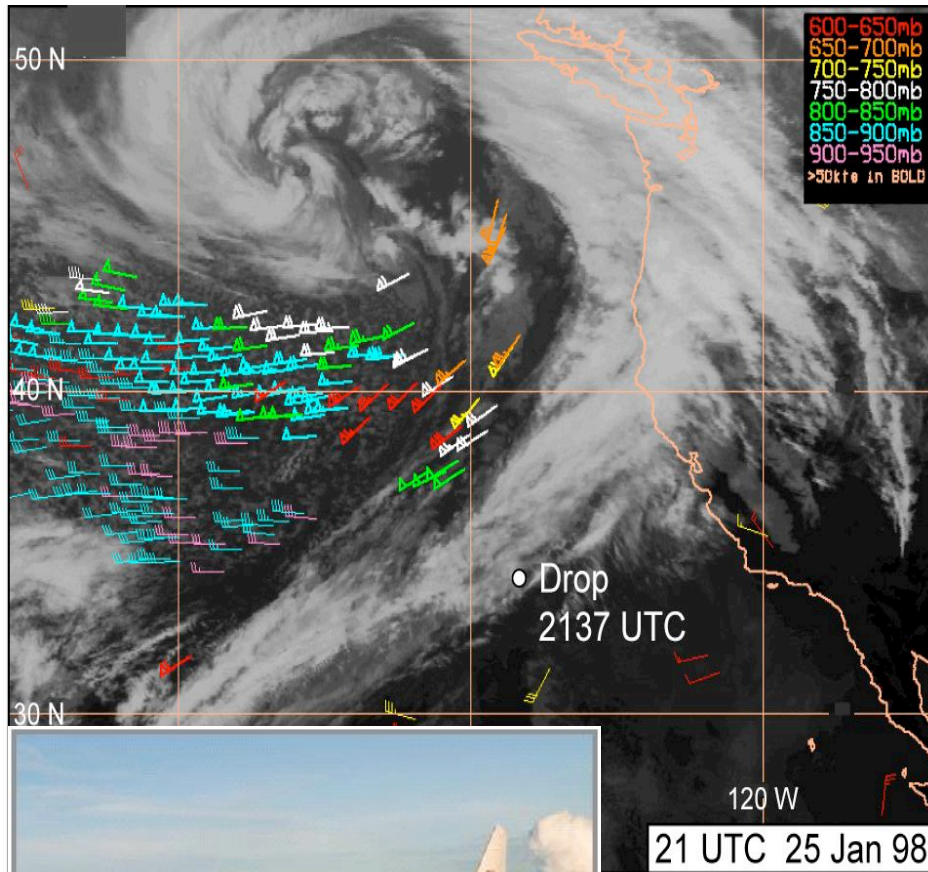 50 N
600-650mb
650-700mb
700-750mb
750-800mb
800-850mb
850-900mb
900-950mb
>50kts in BOLD
40 N
Drop
2137 UTC
30 N
120 W
21 UTC 25 Jan 98